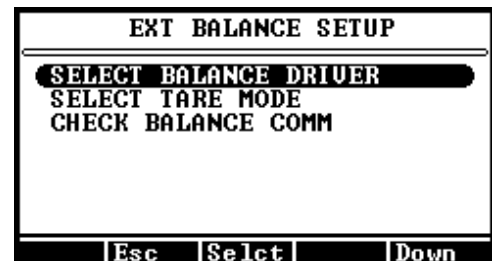 EXT BALANCE SETUP
SELECT BALANCE DRIVER
SELECT TARE MODE
CHECK BALANCE COMM
Esc Selct Down